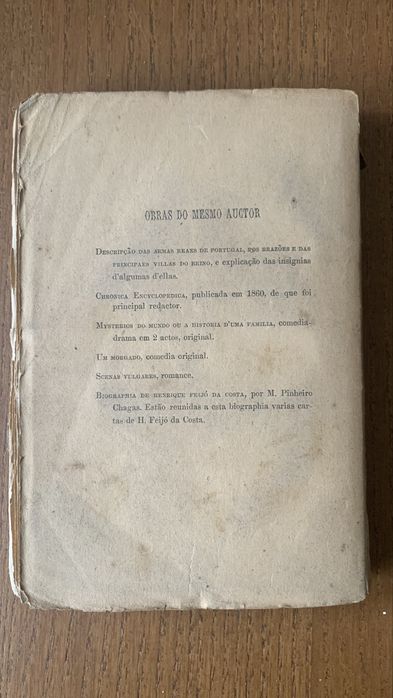 OBRAS DO MESMO AUCTOR
DESCRIPÇÃO DAS ARMAS REAES DE PORTUGAL, DOS BRAZÕES E DAS
PRINCIPAES VILLAS DO REINO, e explicação das insignias
d'algumas d'ellas.
CHRONICA ENCYCLOPEDICA, publicada em 1860, de que foi
principal redactor.
MYSTERIOS DO MUNDO OU A HISTORIA D'UMA FAMILIA, comedia-
drama em 2 actos, original.
UM MORGADO, comedia original.
SCENAS VULGARES, romance.
BIOGRAPHIA DE HENRIQUE FEIJÓ DA COSTA, por M. Pinheiro
Chagas. Estão reunidas a esta biographia varias car-
tas de H. Feijó da Costa.